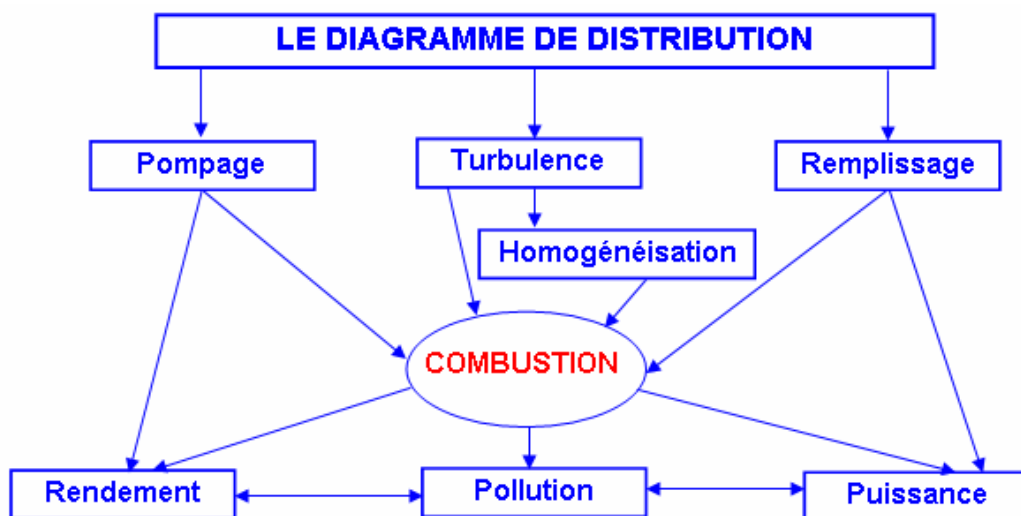 LE DIAGRAMME DE DISTRIBUTION
Pompage
Turbulence
Remplissage
Homogénéisation
COMBUSTION
Rendement
Pollution
Puissance